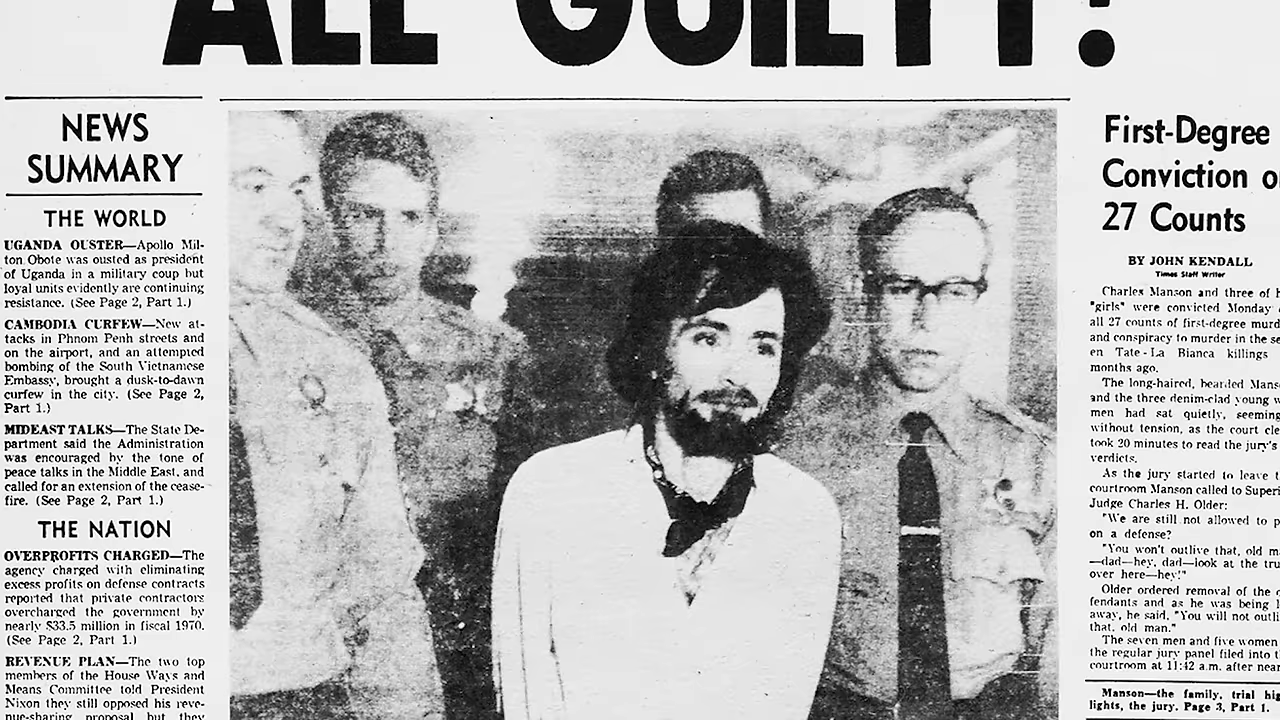 ALL GUILTY!
NEWS
SUMMARY
THE WORLD
UGANDA OUSTER—Apollo Mil-
ton Obote was ousted as president
of Uganda in a military coup but
loyal units evidently are continuing
resistance. (See Page 2, Part 1.)
CAMBODIA CURFEW—New at-
tacks in Phnom Penh streets and
on the airport, and an attempted
bombing of the South Vietnamese
Embassy, brought a dusk-to-dawn
curfew in the city. (See Page 2,
Part 1.)
MIDEAST TALKS—The State De-
partment said the Administration
was encouraged by the tone of
peace talks in the Middle East, and
called for an extension of the cease-
fire. (See Page 2, Part 1.)
THE NATION
OVERPROFITS CHARGED—The
agency charged with eliminating
excess profits on defense contracts
reported that private contractors
overcharged the government by
nearly $33.5 million in fiscal 1970.
(See Page 2, Part 1.)
REVENUE PLAN—The two top
members of the House Ways and
Means Committee told President
Nixon they still opposed his reve-
nue-sharing proposal, but they
First-Degree
Conviction
27 Counts
BY JOHN KENDALL
Times Staff Writer
Charles Manson and three of
"girls" were convicted Monday
all 27 counts of first-degree
and conspiracy to murder in the
en Tate-La Bianca killings
months ago.
The long-haired, bearded
and the three denim-clad young
men had sat quietly,
without tension, as the court
took 20 minutes to read the jury's
verdicts.
As the jury started to leave
courtroom Manson called to
Judge Charles H. Older:
"We are still not allowed to
on a defense?
"You won't outlive that, old
—dad—hey, dad—look at the
over here—hey!"
Older ordered removal of the
fendants and as he was being
away, he said, "You will not
that, old man."
The seven men and five women
the regular jury panel filed into
courtroom at 11:42 a.m. after
Manson—the family, trial
lights, the jury. Page 3, Part 1.